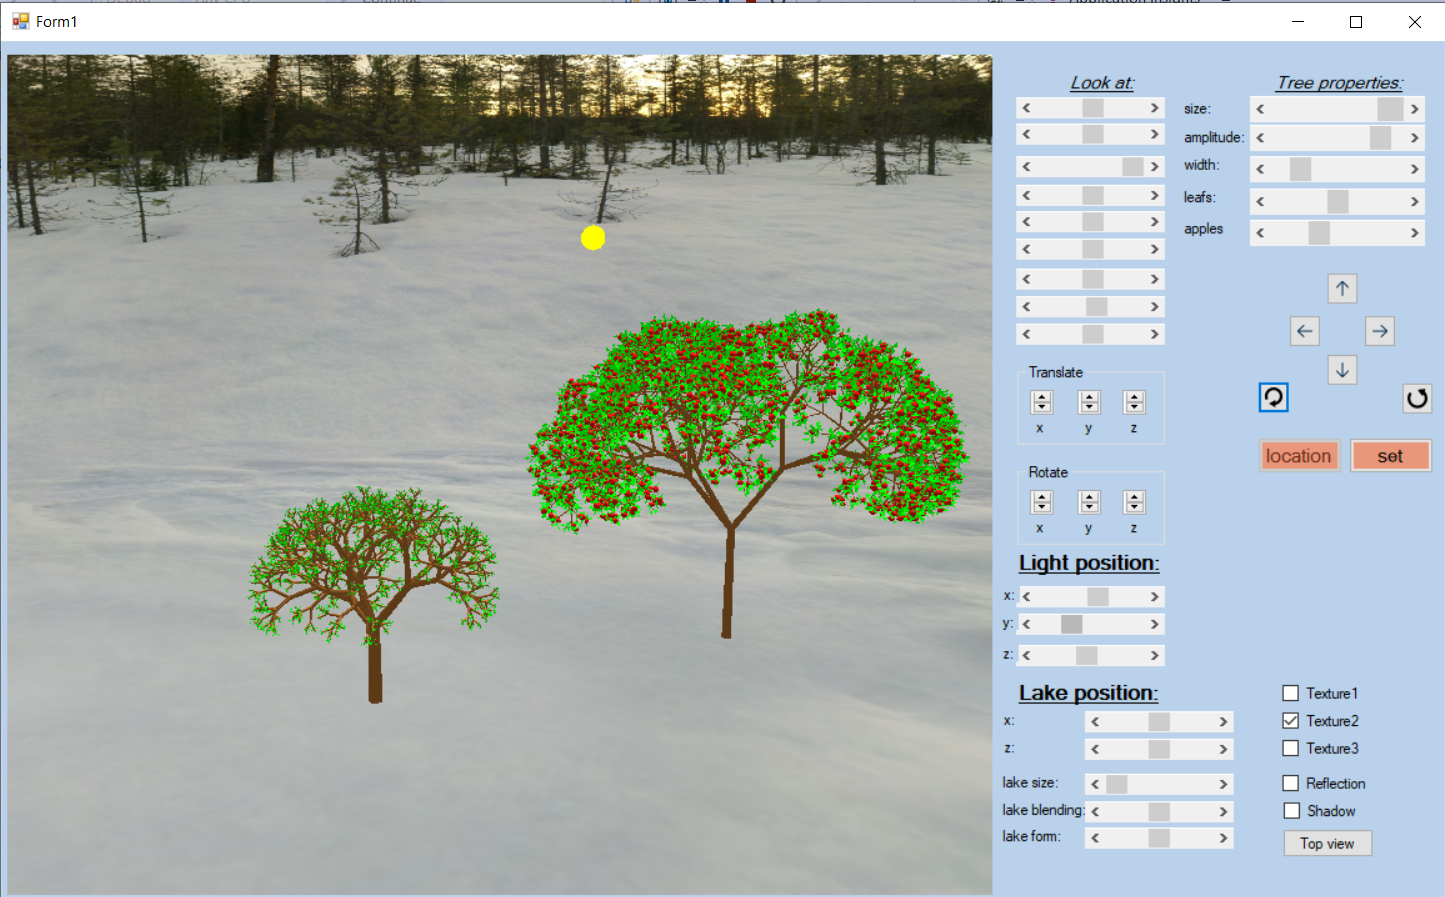 Form1
Look at:
Tree properties:
size:
amplitude:
width:
leafs:
apples
Translate
x y z
Rotate
x y z
location
set
Light position:
x:
y:
z:
Lake position:
x:
z:
lake size:
lake blending:
lake form:
Texture1
Texture2
Texture3
Reflection
Shadow
Top view